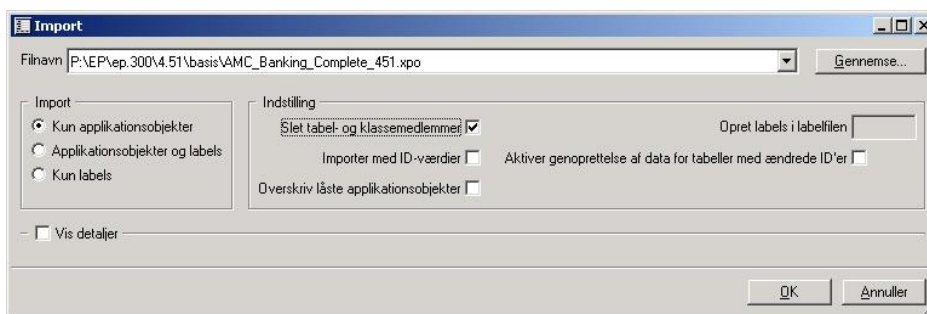 Import
Filnavn P:\EP\ep.300\4.51\basis\AMC_Banking_Complete_451.xpo Gennemse...
Import
Kun applikationsobjekter
Applikationsobjekter og labels
Kun labels
Indstilling
Slet tabel- og klassemedlemmer Opret labels i labelfilen
Importer med ID-værdier Aktiver genoprettelse af data for tabeller med ændrede ID'er
Overskriv låste applikationsobjekter
Vis detaljer
OK Annuller